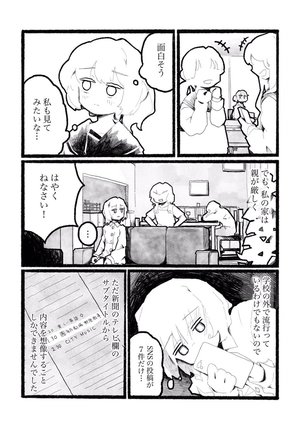 面白そう
私も見て
みたいな…
でも、私の家は
親が厳しく
はやく
ねなさい！
…
学校の外で流行って
いるわけでもないので
SNSの投稿が
7件だけ…
ただ新聞のテレビ欄の
サブタイトルから
内容を想像すること
しかできませんでした
CITY MUSIC